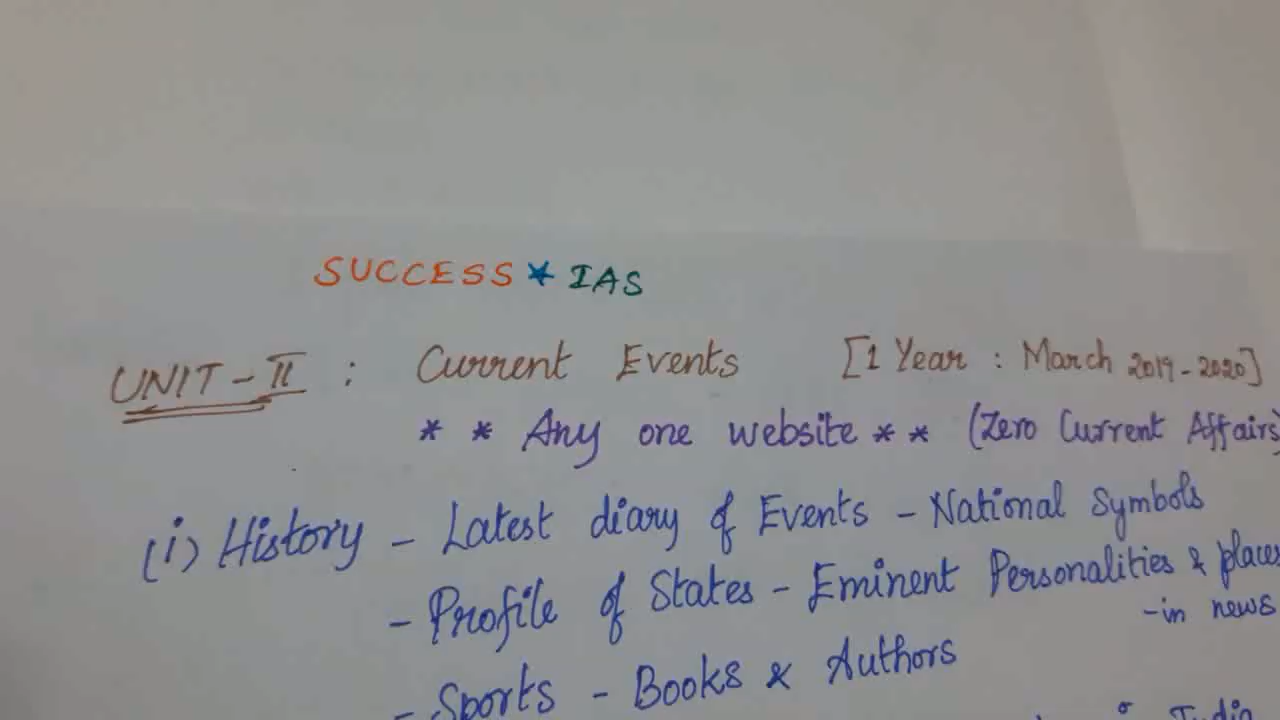 SUCCESS * IAS
UNIT-II : Current Events [1 Year : March 2019-2020]
* * Any one website * * (Zero Current Affairs)
(i) History - Latest diary of Events - National Symbols
- Profile of States - Eminent Personalities & places
-in news
- Sports - Books & Authors
India